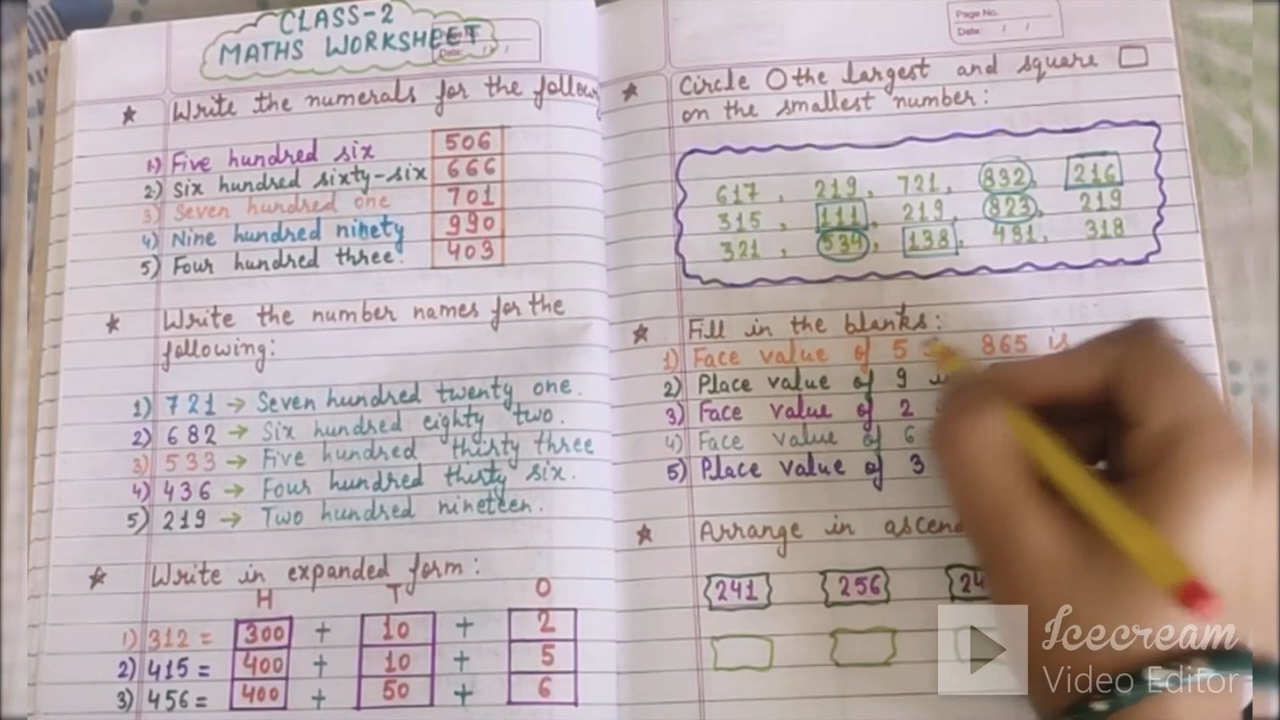 CLASS-2
MATHS WORKSHEET
Date: / /
★ Write the numerals for the
1) Five hundred six 506
2) Six hundred sixty-six 666
3) Seven hundred one 701
4) Nine hundred ninety 990
5) Four hundred three. 403
★ Write the number names for the
following:
1) 721 → Seven hundred twenty one.
2) 682 → Six hundred eighty two.
3) 533 → Five hundred thirty three
4) 436 → Four hundred thirty six.
5) 219 → Two hundred nineteen.
★ Write in expanded form:
H T O
1) 312 = 300 + 10 + 2
2) 415 = 400 + 10 + 5
3) 456 = 400 + 50 + 6
Page No.
Date: / /
★ Circle O the largest and square □
on the smallest number:
617, 219, 721, 832, 216
315, 111, 219, 823, 219
321, 534, 138, 431, 318
★ Fill in the blanks:
1) Face value of 5 865 is
2) Place value of 9
3) Face value of 2
4) Face value of 6
5) Place value of 3
★ Arrange in
241 256
Icecream
Video Editor